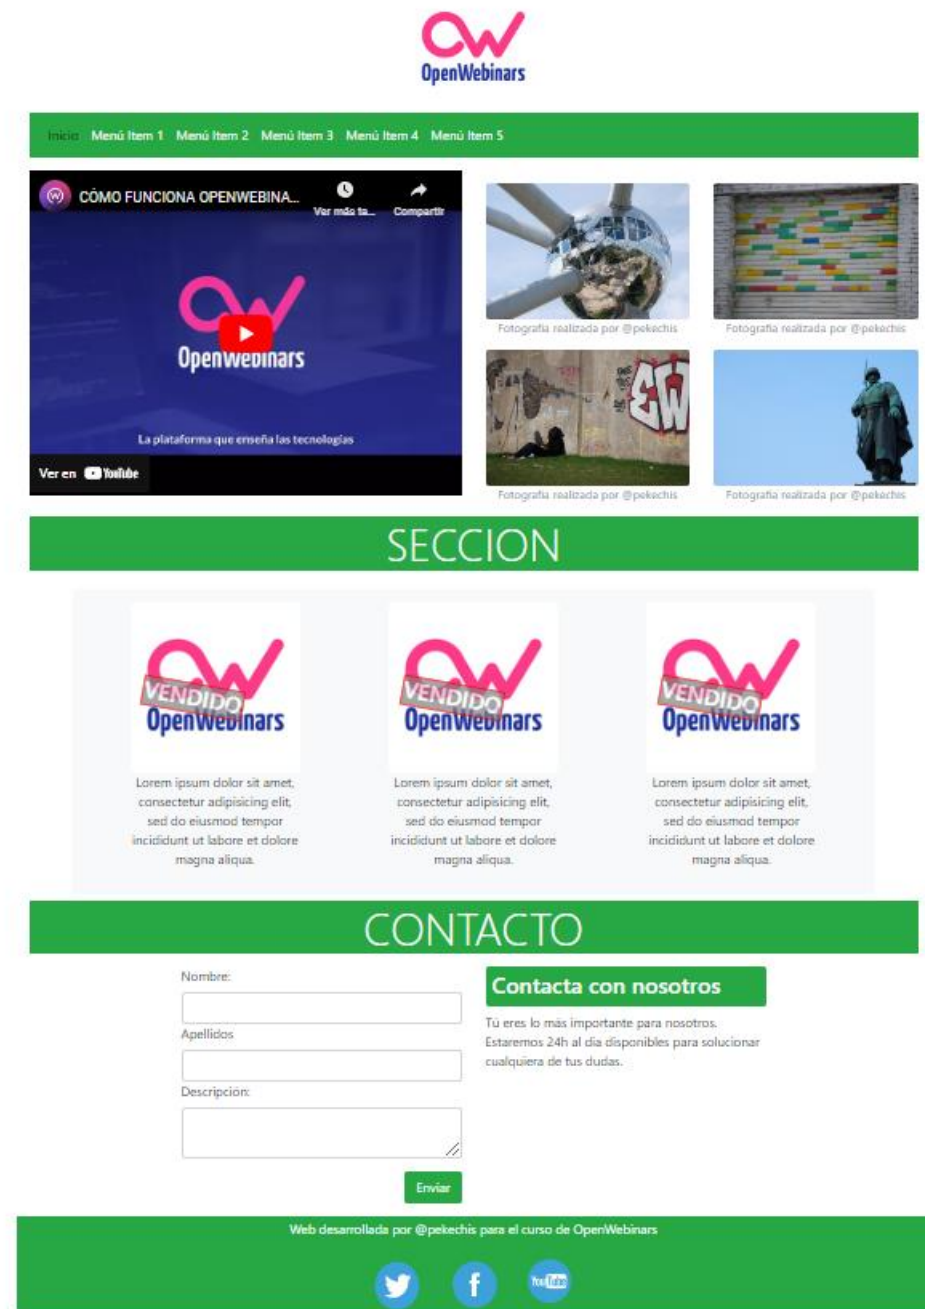 OpenWebinars
Inicio Menú Item 1 Menú Item 2 Menú Item 3 Menú Item 4 Menú Item 5
CÓMO FUNCIONA OPENWEBINA...
Ver más ta... Compartir
OpenWebinars
La plataforma que enseña las tecnologías
Ver en YouTube
Fotografía realizada por @pekechis
Fotografía realizada por @pekechis
EW
Fotografía realizada por @pekechis
Fotografía realizada por @pekechis
SECCION
VENDIDO
OpenWebinars
Lorem ipsum dolor sit amet,
consectetur adipisicing elit,
sed do eiusmod tempor
incididunt ut labore et dolore
magna aliqua.
VENDIDO
OpenWebinars
Lorem ipsum dolor sit amet,
consectetur adipisicing elit,
sed do eiusmod tempor
incididunt ut labore et dolore
magna aliqua.
VENDIDO
OpenWebinars
Lorem ipsum dolor sit amet,
consectetur adipisicing elit,
sed do eiusmod tempor
incididunt ut labore et dolore
magna aliqua.
CONTACTO
Nombre:
Apellidos
Descripción:
Enviar
Contacta con nosotros
Tú eres lo más importante para nosotros.
Estaremos 24h al día disponibles para solucionar
cualquiera de tus dudas.
Web desarrollada por @pekechis para el curso de OpenWebinars
f
YouTube